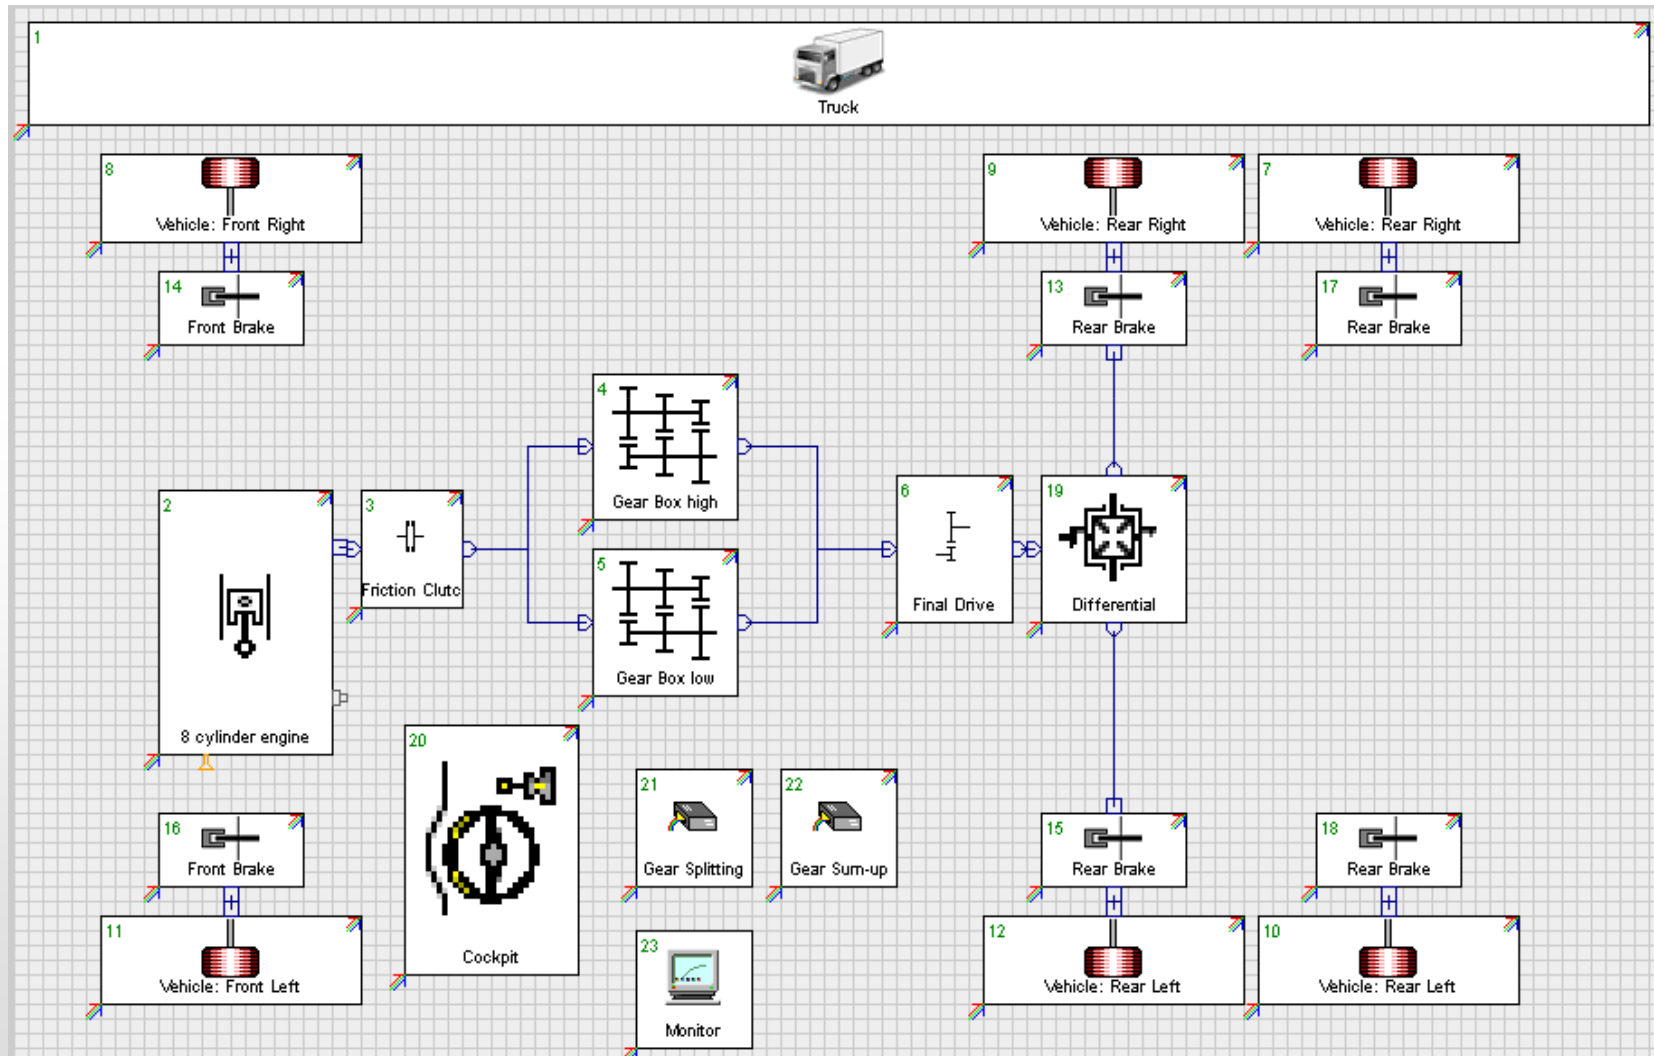 1
Truck
8
Vehicle: Front Right
9
Vehicle: Rear Right
7
Vehicle: Rear Right
14
Front Brake
13
Rear Brake
17
Rear Brake
4
Gear Box high
2
8 cylinder engine
3
Friction Clutc
5
Gear Box low
6
Final Drive
19
Differential
20
Cockpit
21
Gear Splitting
22
Gear Sum-up
16
Front Brake
15
Rear Brake
18
Rear Brake
11
Vehicle: Front Left
23
Monitor
12
Vehicle: Rear Left
10
Vehicle: Rear Left